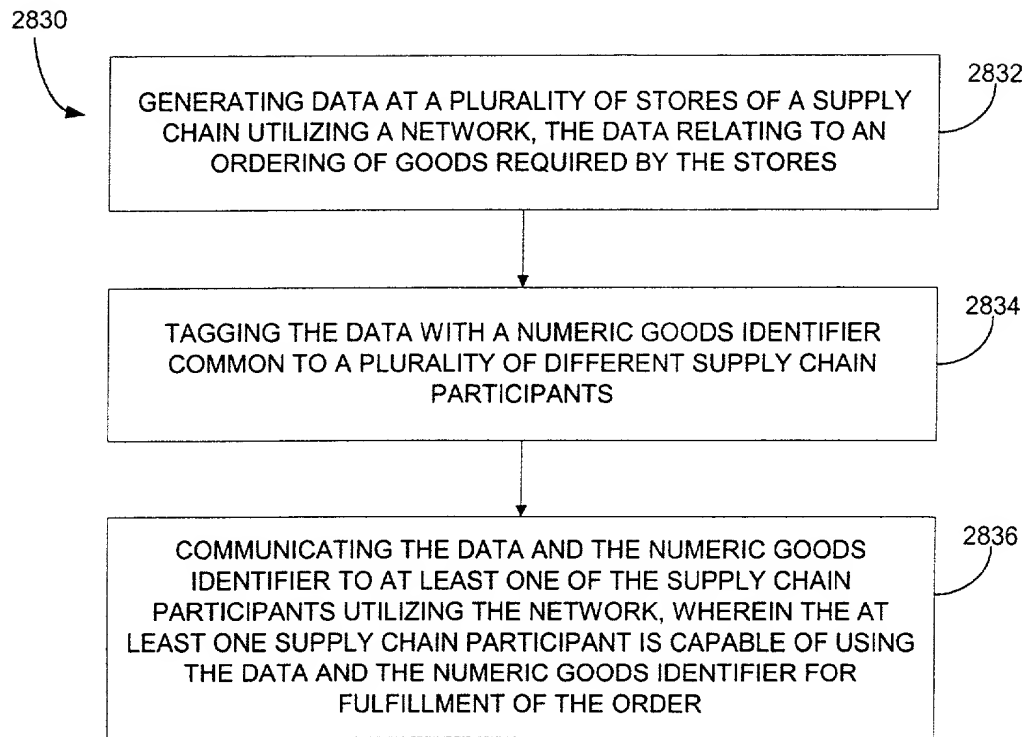 2830
2832
GENERATING DATA AT A PLURALITY OF STORES OF A SUPPLY
CHAIN UTILIZING A NETWORK, THE DATA RELATING TO AN
ORDERING OF GOODS REQUIRED BY THE STORES
2834
TAGGING THE DATA WITH A NUMERIC GOODS IDENTIFIER
COMMON TO A PLURALITY OF DIFFERENT SUPPLY CHAIN
PARTICIPANTS
2836
COMMUNICATING THE DATA AND THE NUMERIC GOODS
IDENTIFIER TO AT LEAST ONE OF THE SUPPLY CHAIN
PARTICIPANTS UTILIZING THE NETWORK, WHEREIN THE AT
LEAST ONE SUPPLY CHAIN PARTICIPANT IS CAPABLE OF USING
THE DATA AND THE NUMERIC GOODS IDENTIFIER FOR
FULFILLMENT OF THE ORDER